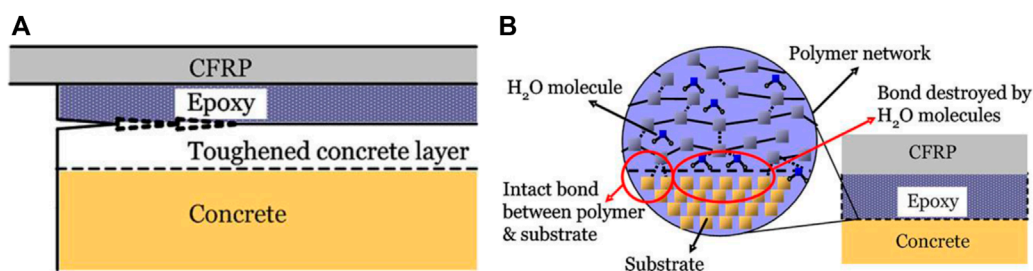 A
CFRP
Epoxy
Toughened concrete layer
Concrete
B
Polymer network
H₂O molecule
Bond destroyed by
H₂O molecules
CFRP
Intact bond
between polymer
& substrate
Epoxy
Concrete
Substrate